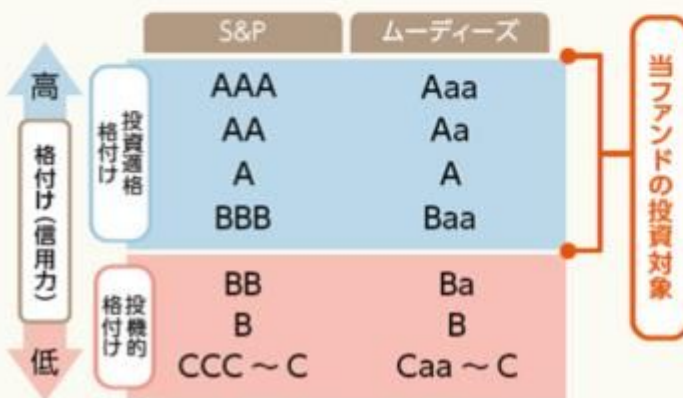 S&P ムーディーズ
高
格付け(信用力)
低
投資適格
格付け
AAA Aaa
AA Aa
A A
BBB Baa
投機的
格付け
BB Ba
B B
CCC ～ C Caa ～ C
当ファンドの投資対象